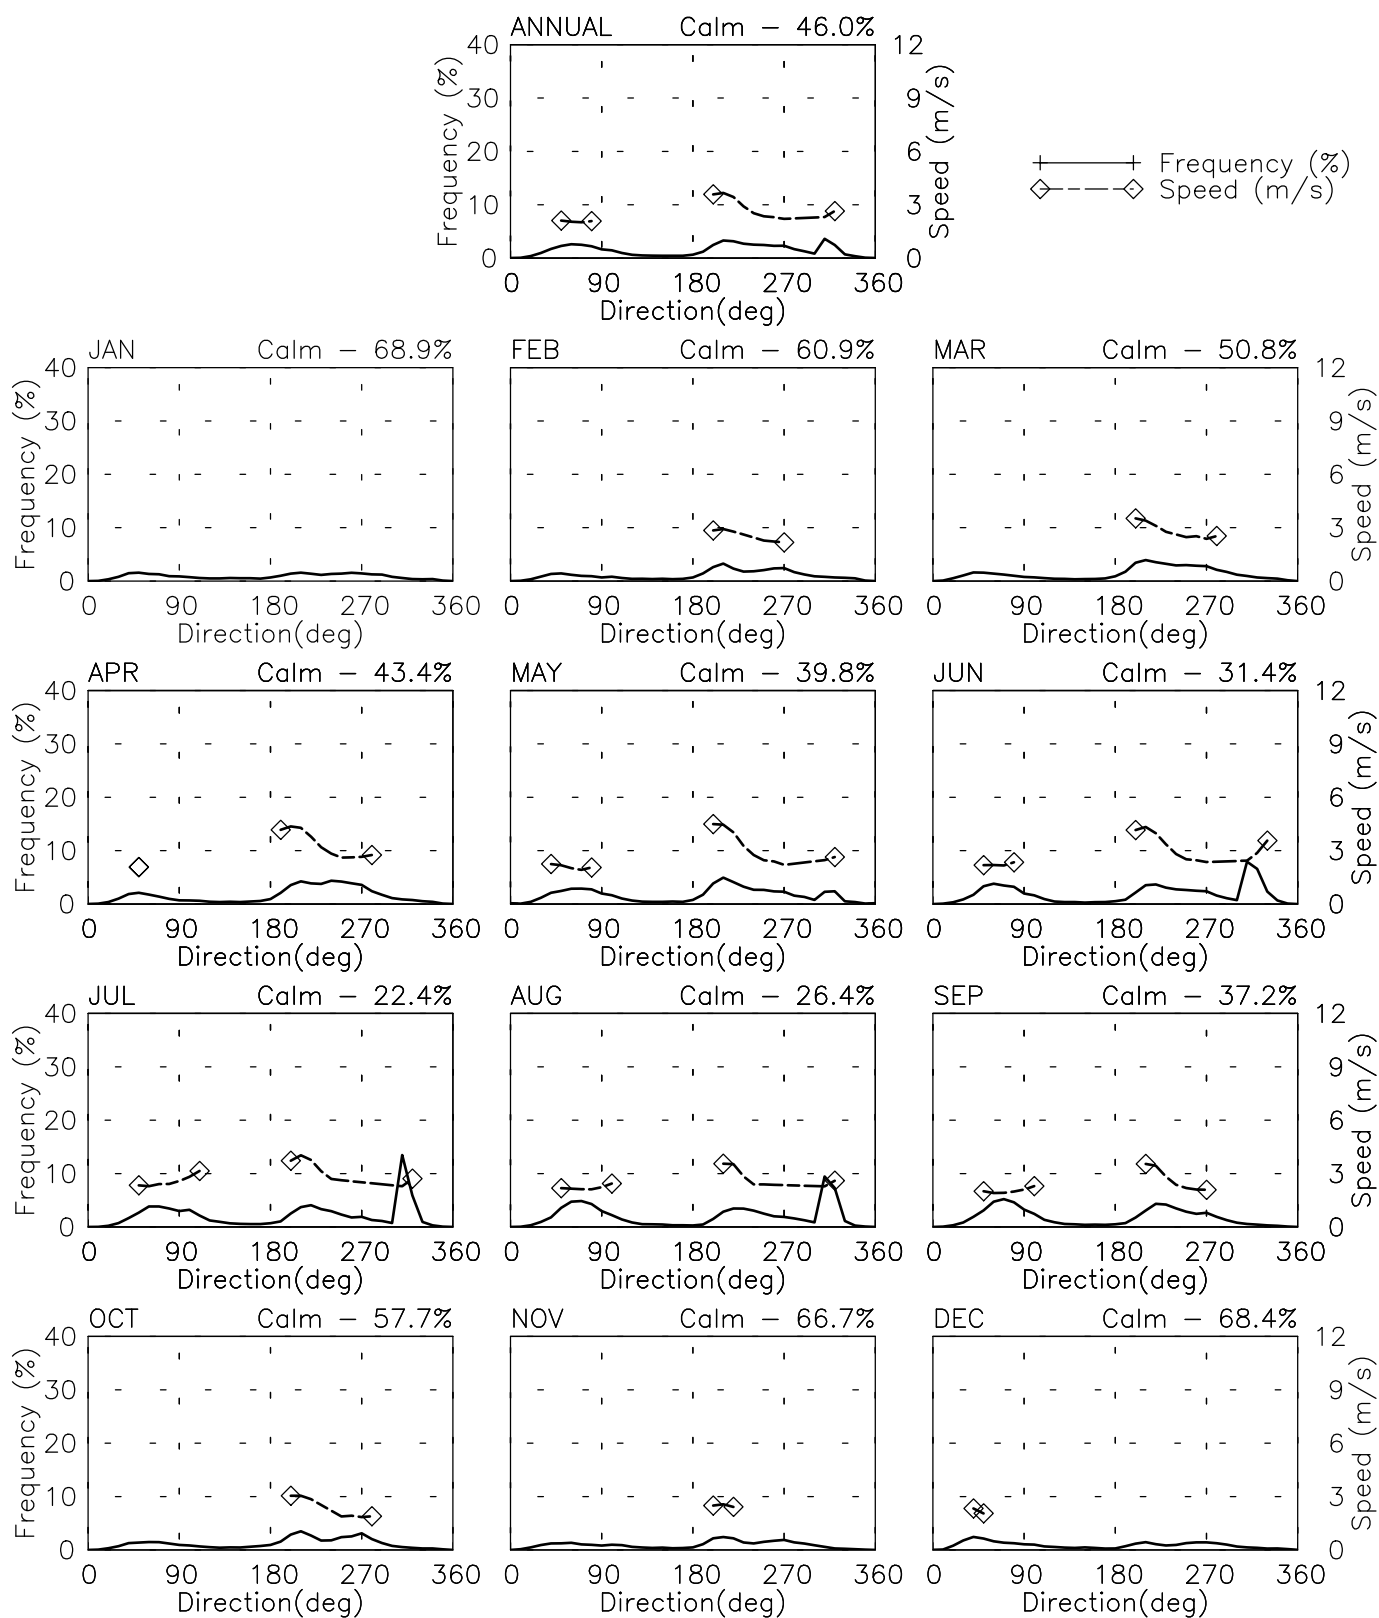 ANNUAL Calm – 46.0%
40 12
30 9
20 6
10 3
0 0
Frequency (%)
Speed (m/s)
0 90 180 270 360
Direction(deg)
Frequency (%)
Speed (m/s)
JAN Calm – 68.9% FEB Calm – 60.9% MAR Calm – 50.8%
40 12
30 9
20 6
10 3
0 0
Frequency (%)
Speed (m/s)
0 90 180 270 360 0 90 180 270 360 0 90 180 270 360
Direction(deg) Direction(deg) Direction(deg)
APR Calm – 43.4% MAY Calm – 39.8% JUN Calm – 31.4%
40 12
30 9
20 6
10 3
0 0
Frequency (%)
Speed (m/s)
0 90 180 270 360 0 90 180 270 360 0 90 180 270 360
Direction(deg) Direction(deg) Direction(deg)
JUL Calm – 22.4% AUG Calm – 26.4% SEP Calm – 37.2%
40 12
30 9
20 6
10 3
0 0
Frequency (%)
Speed (m/s)
0 90 180 270 360 0 90 180 270 360 0 90 180 270 360
Direction(deg) Direction(deg) Direction(deg)
OCT Calm – 57.7% NOV Calm – 66.7% DEC Calm – 68.4%
40 12
30 9
20 6
10 3
0 0
Frequency (%)
Speed (m/s)
0 90 180 270 360 0 90 180 270 360 0 90 180 270 360
Direction(deg) Direction(deg) Direction(deg)